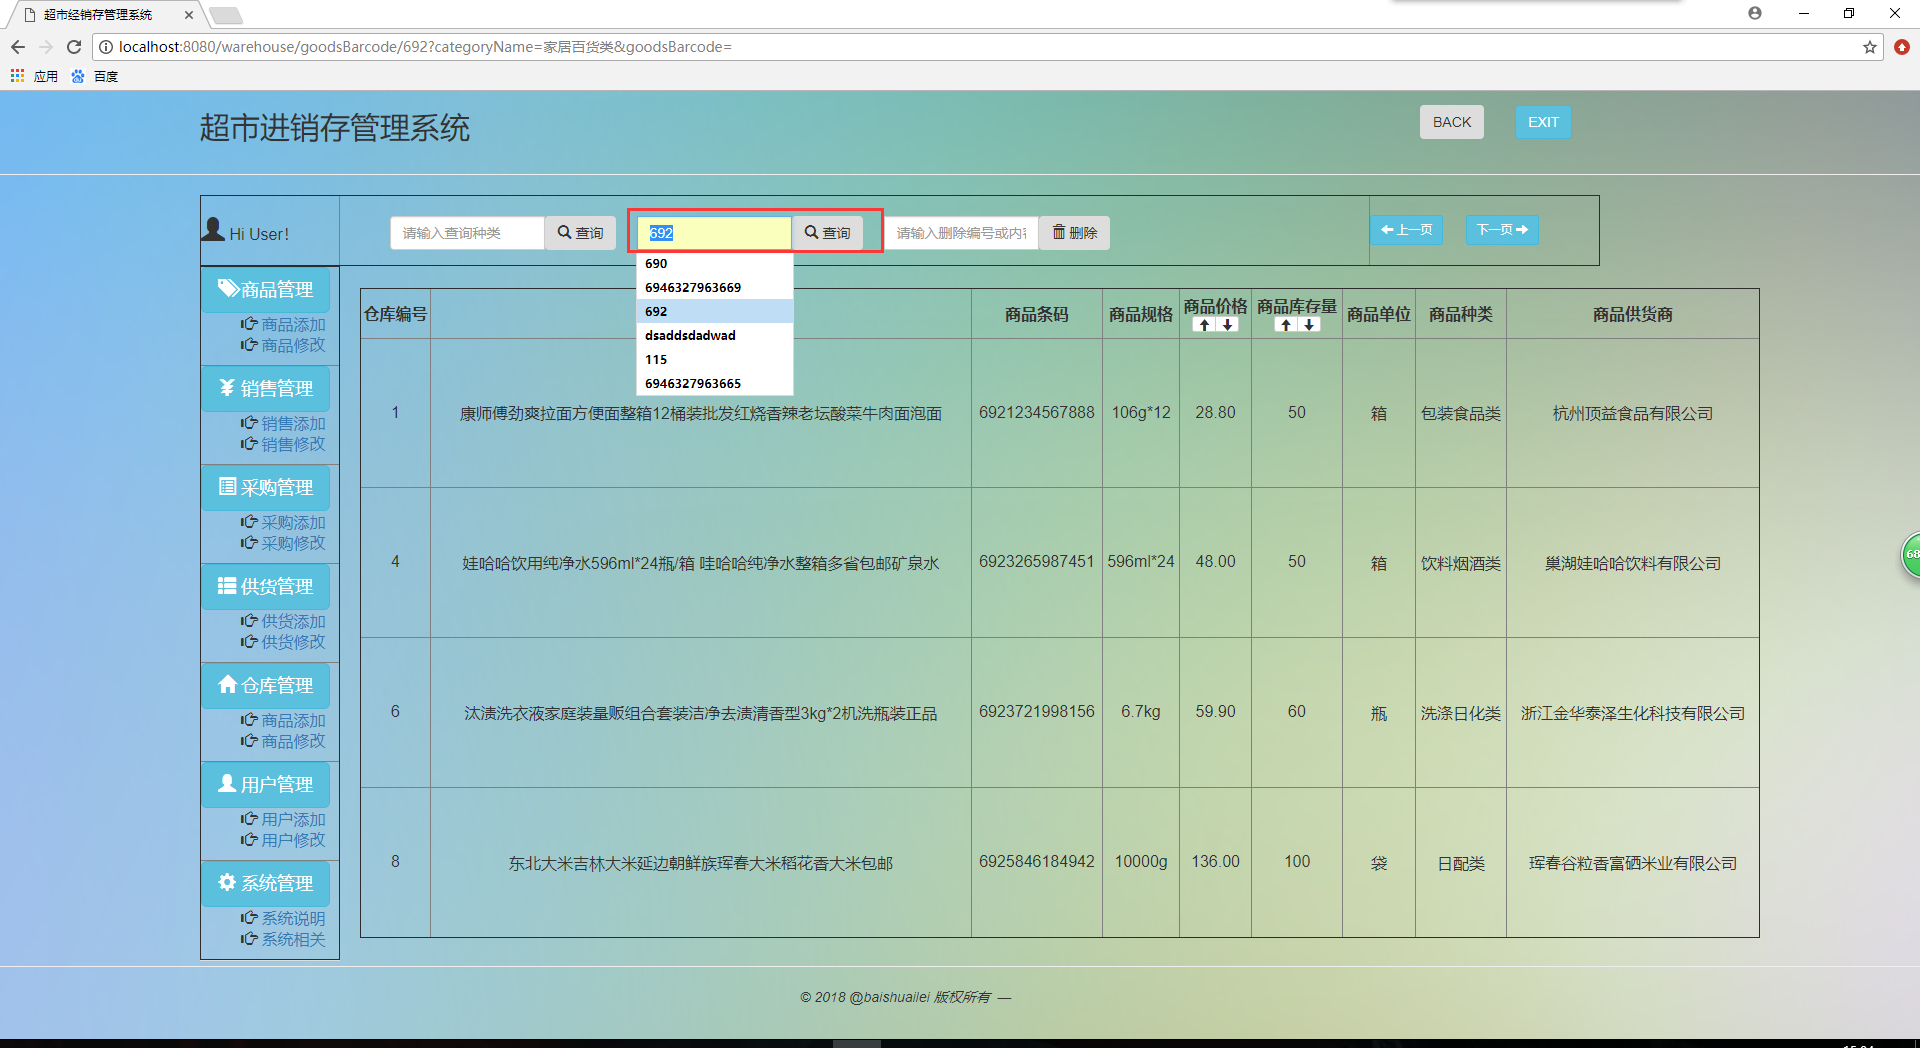 超市经销存管理系统
localhost:8080/warehouse/goodsBarcode/692?categoryName=家居百货类&goodsBarcode=
应用 百度
超市进销存管理系统
BACK EXIT
Hi User!
请输入查询种类 查询 692 查询 请输入删除编号或内容 删除 上一页 下一页
690
6946327963669
692
dsaddsdadwad
115
6946327963665
商品管理
商品添加
商品修改
销售管理
销售添加
销售修改
采购管理
采购添加
采购修改
供货管理
供货添加
供货修改
仓库管理
商品添加
商品修改
用户管理
用户添加
用户修改
系统管理
系统说明
系统相关
仓库编号 商品条码 商品规格 商品价格 商品库存量 商品单位 商品种类 商品供货商
1 康师傅劲爽拉面方便面整箱12桶装批发红烧香辣老坛酸菜牛肉面泡面 6921234567888 106g*12 28.80 50 箱 包装食品类 杭州顶益食品有限公司
4 娃哈哈饮用纯净水596ml*24瓶/箱 哇哈哈纯净水整箱多省包邮矿泉水 6923265987451 596ml*24 48.00 50 箱 饮料烟酒类 巢湖娃哈哈饮料有限公司
6 汰渍洗衣液家庭装量贩组合套装洁净去渍清香型3kg*2机洗瓶装正品 6923721998156 6.7kg 59.90 60 瓶 洗涤日化类 浙江金华泰泽生化科技有限公司
8 东北大米吉林大米延边朝鲜族珲春大米稻花香大米包邮 6925846184942 10000g 136.00 100 袋 日配类 珲春谷粒香富硒米业有限公司
68
© 2018 @baishuailei 版权所有 —